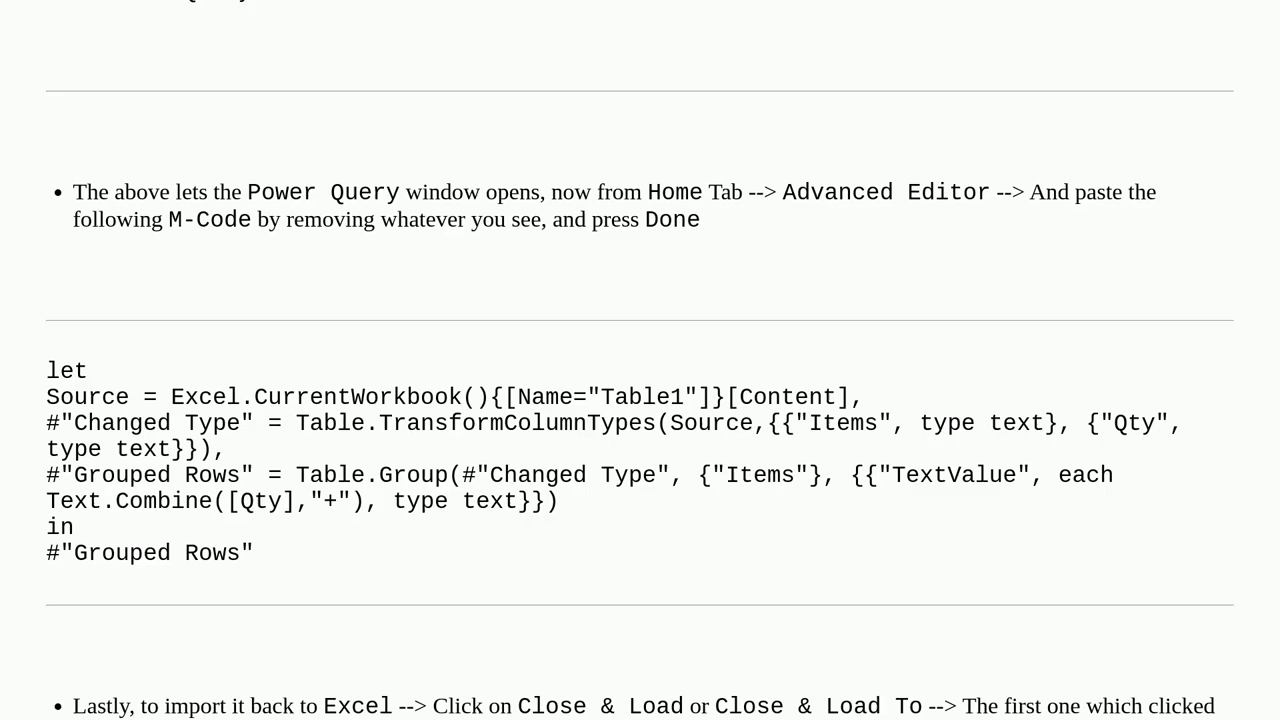 The above lets the Power Query window opens, now from Home Tab --> Advanced Editor --> And paste the
following M-Code by removing whatever you see, and press Done
let
Source = Excel.CurrentWorkbook(){[Name="Table1"]}[Content],
#"Changed Type" = Table.TransformColumnTypes(Source,{{"Items", type text}, {"Qty",
type text}}),
#"Grouped Rows" = Table.Group(#"Changed Type", {"Items"}, {{"TextValue", each
Text.Combine([Qty],"+"), type text}})
in
#"Grouped Rows"
Lastly, to import it back to Excel --> Click on Close & Load or Close & Load To --> The first one which clicked